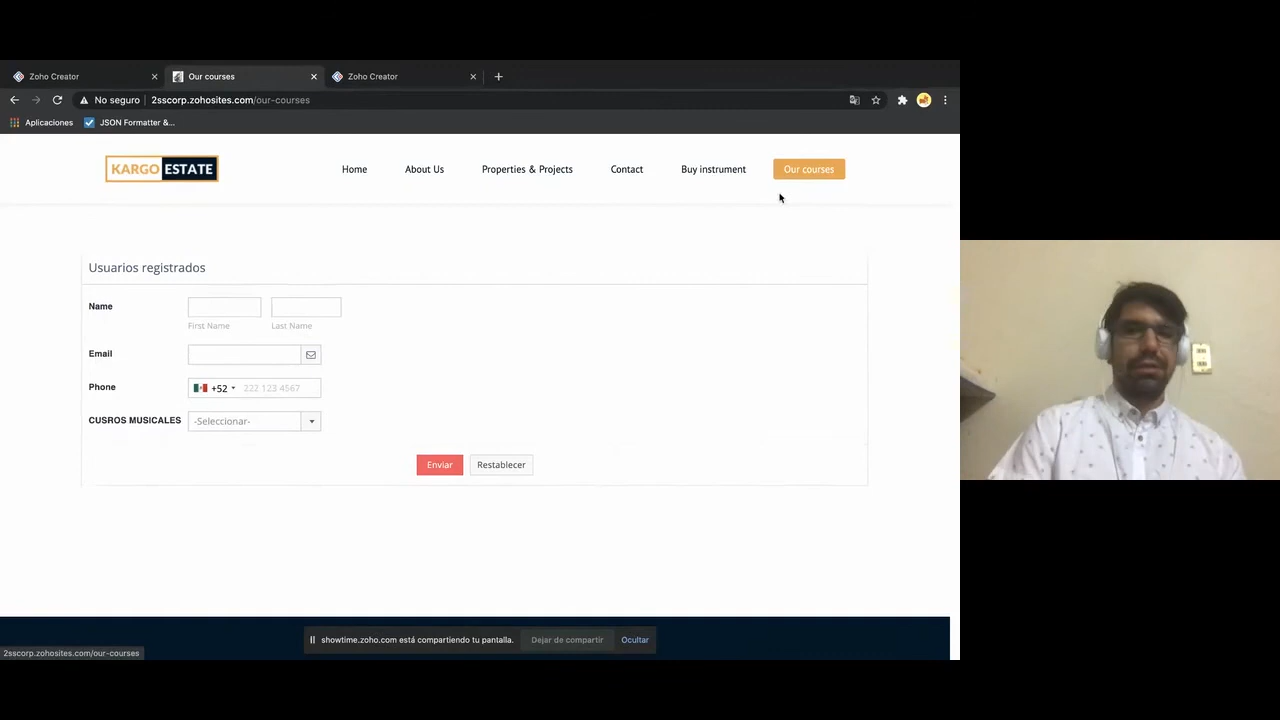 Zoho Creator
Our courses
Zoho Creator
No seguro
2sscorp.zohosites.com/our-courses
Aplicaciones
JSON Formatter &...
KARGO ESTATE
Home
About Us
Properties & Projects
Contact
Buy instrument
Our courses
Usuarios registrados
Name
First Name
Last Name
Email
Phone
+52
222 123 4567
CUSROS MUSICALES
-Seleccionar-
Enviar
Restablecer
showtime.zoho.com está compartiendo tu pantalla.
Dejar de compartir
Ocultar
2sscorp.zohosites.com/our-courses